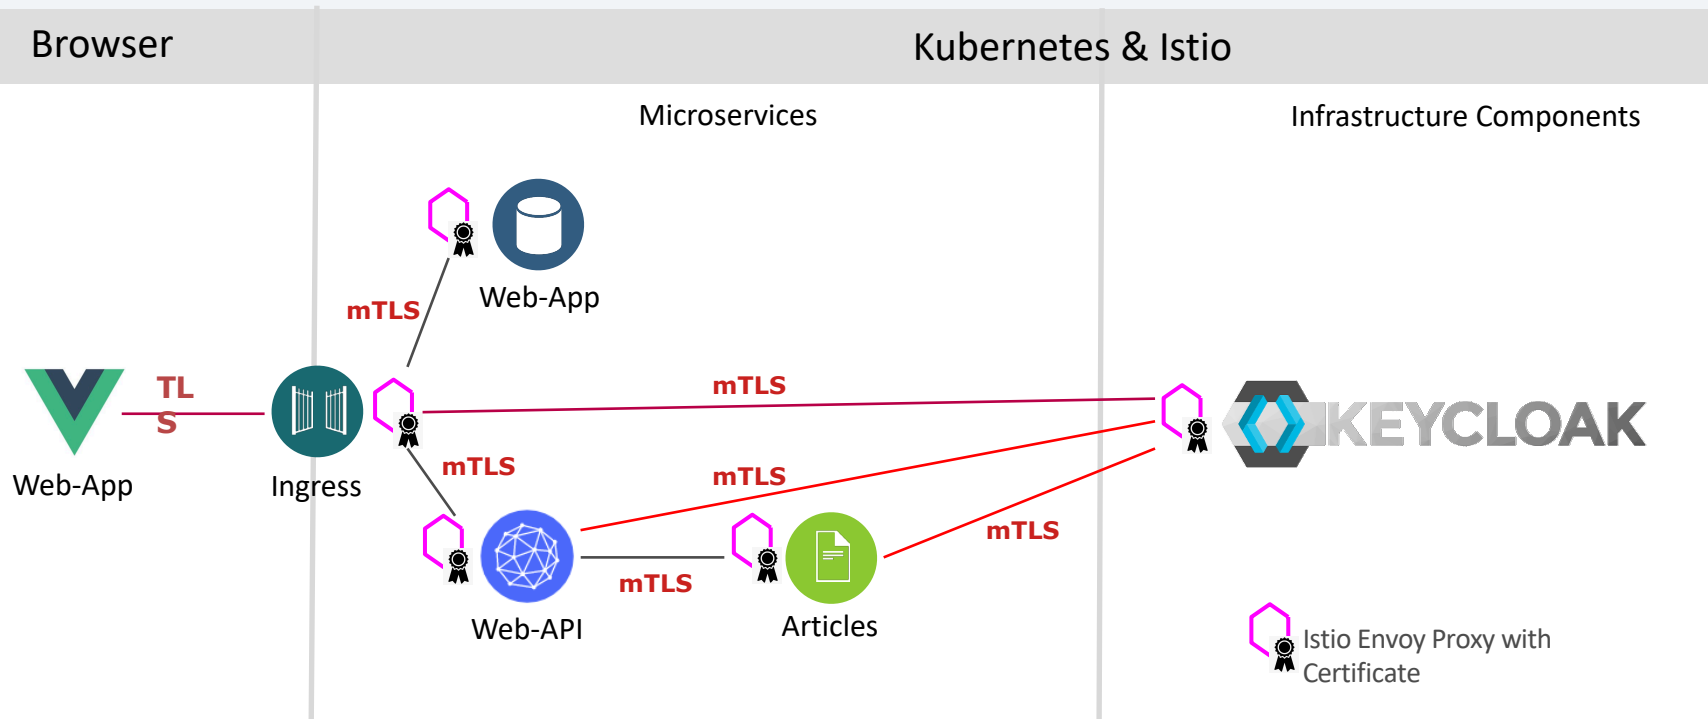 Browser
Kubernetes & Istio
Microservices
Infrastructure Components
Web-App
mTLS
TL
S
mTLS
KEYCLOAK
Web-App
Ingress
mTLS
mTLS
mTLS
mTLS
Web-API
Articles
Istio Envoy Proxy with
Certificate